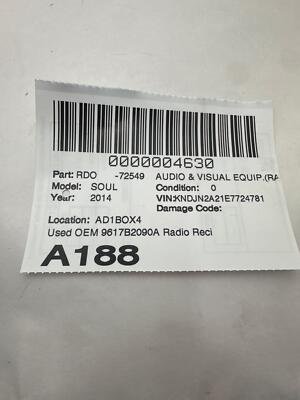 0000004630
Part: RDO -72549 AUDIO & VISUAL EQUIP.(RA
Model: SOUL Condition: 0
Year: 2014 VIN:KNDJN2A21E7724781
Damage Code:
Location: AD1BOX4
Used OEM 9617B2090A Radio Reci
A188